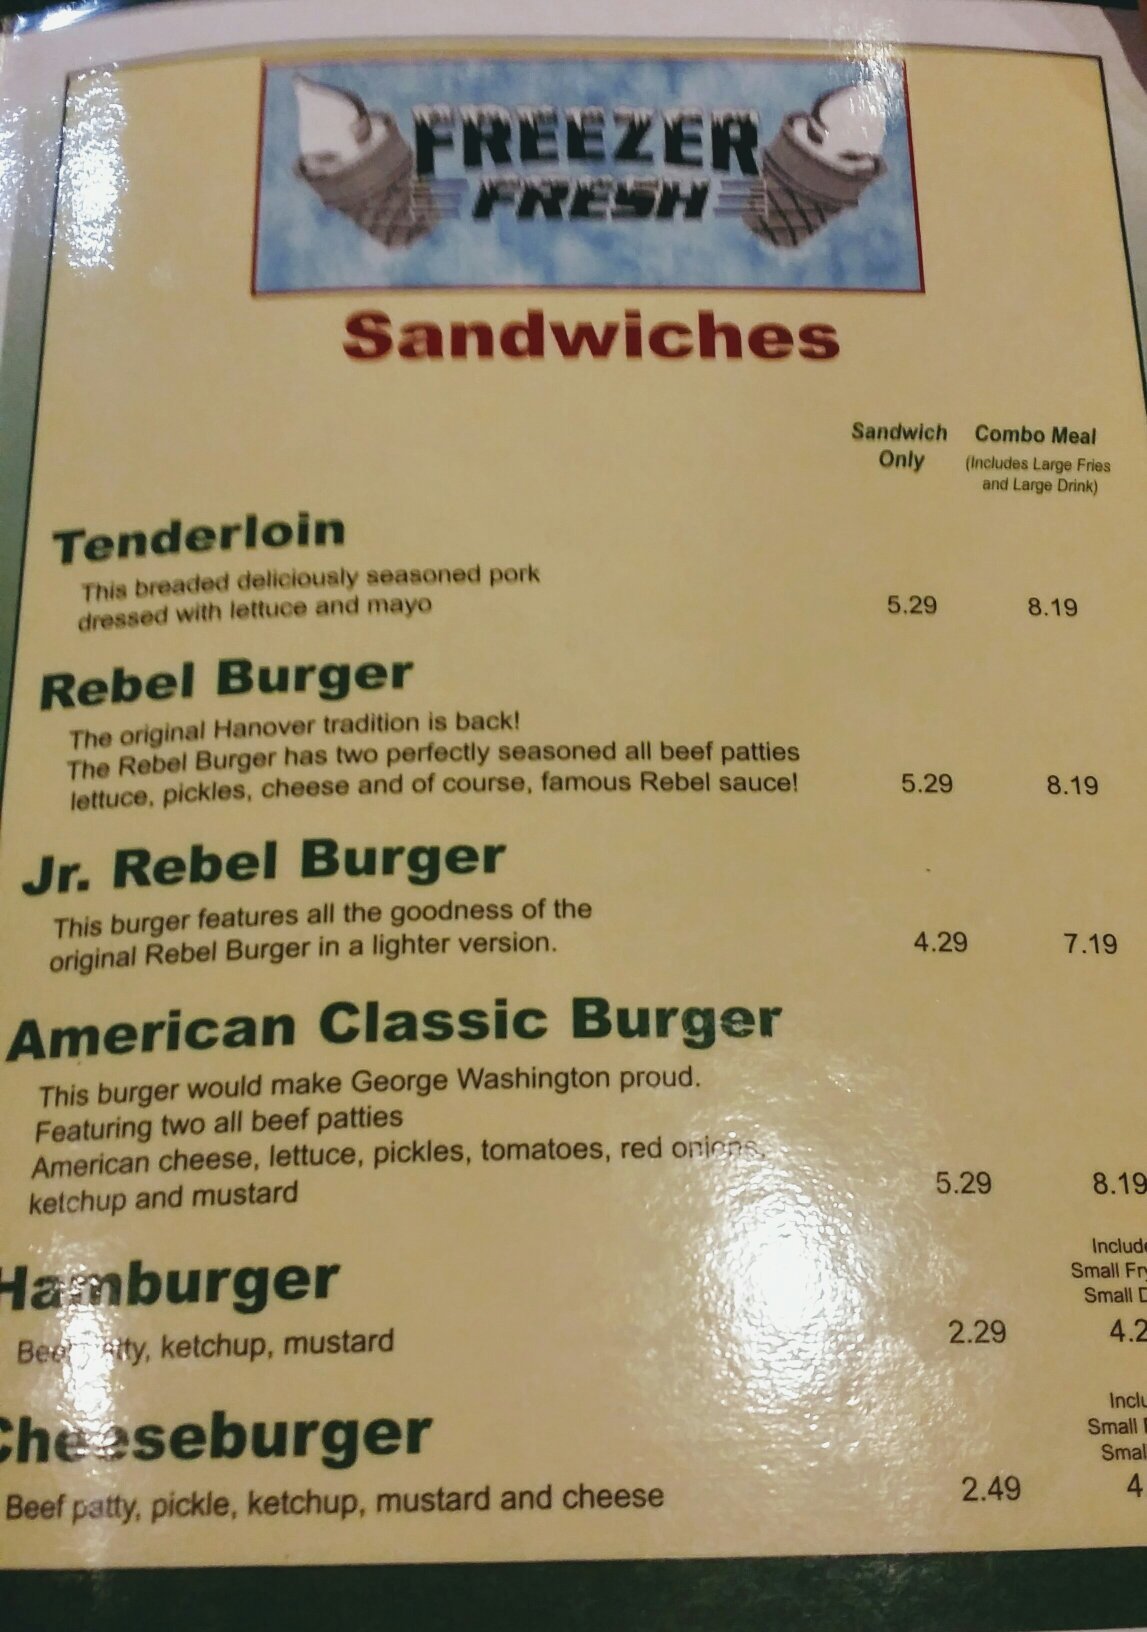 FREEZER
FRESH
Sandwiches
Sandwich Only
Combo Meal
(Includes Large Fries
and Large Drink)
Tenderloin
This breaded deliciously seasoned pork
dressed with lettuce and mayo
5.29 8.19
Rebel Burger
The original Hanover tradition is back!
The Rebel Burger has two perfectly seasoned all beef patties
lettuce, pickles, cheese and of course, famous Rebel sauce!
5.29 8.19
Jr. Rebel Burger
This burger features all the goodness of the
original Rebel Burger in a lighter version.
4.29 7.19
American Classic Burger
This burger would make George Washington proud.
Featuring two all beef patties
American cheese, lettuce, pickles, tomatoes, red onions,
ketchup and mustard
5.29 8.19
Hamburger
Small
Small
Beef patty, ketchup, mustard
2.29
Cheeseburger
Small
Beef patty, pickle, ketchup, mustard and cheese
2.49